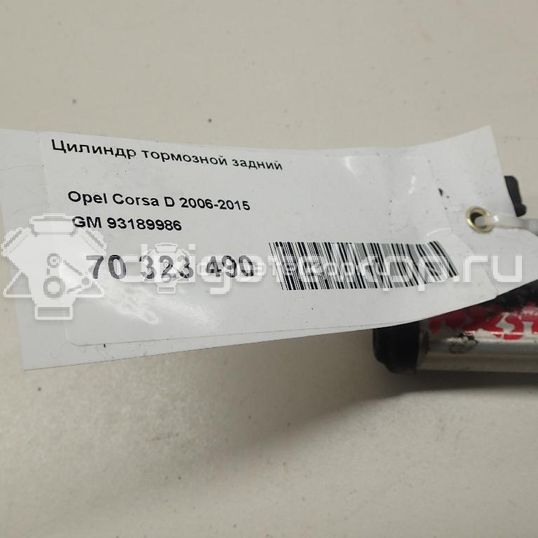 Цилиндр тормозной задний
Opel Corsa D 2006-2015
GM 93189986
70 323 490